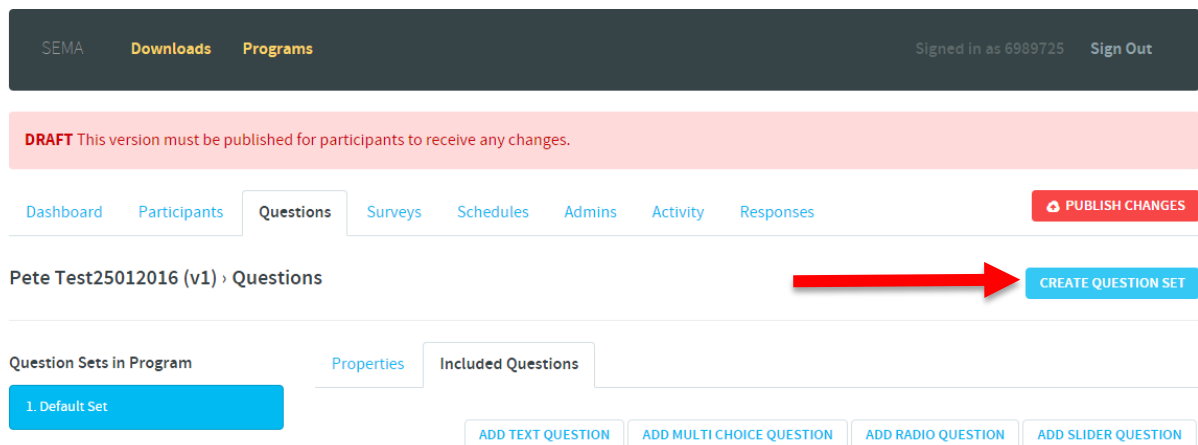 SEMA Downloads Programs Signed in as 6989725 Sign Out
DRAFT This version must be published for participants to receive any changes.
Dashboard Participants Questions Surveys Schedules Admins Activity Responses PUBLISH CHANGES
Pete Test25012016 (v1) › Questions CREATE QUESTION SET
Question Sets in Program Properties Included Questions
1. Default Set
ADD TEXT QUESTION ADD MULTI CHOICE QUESTION ADD RADIO QUESTION ADD SLIDER QUESTION